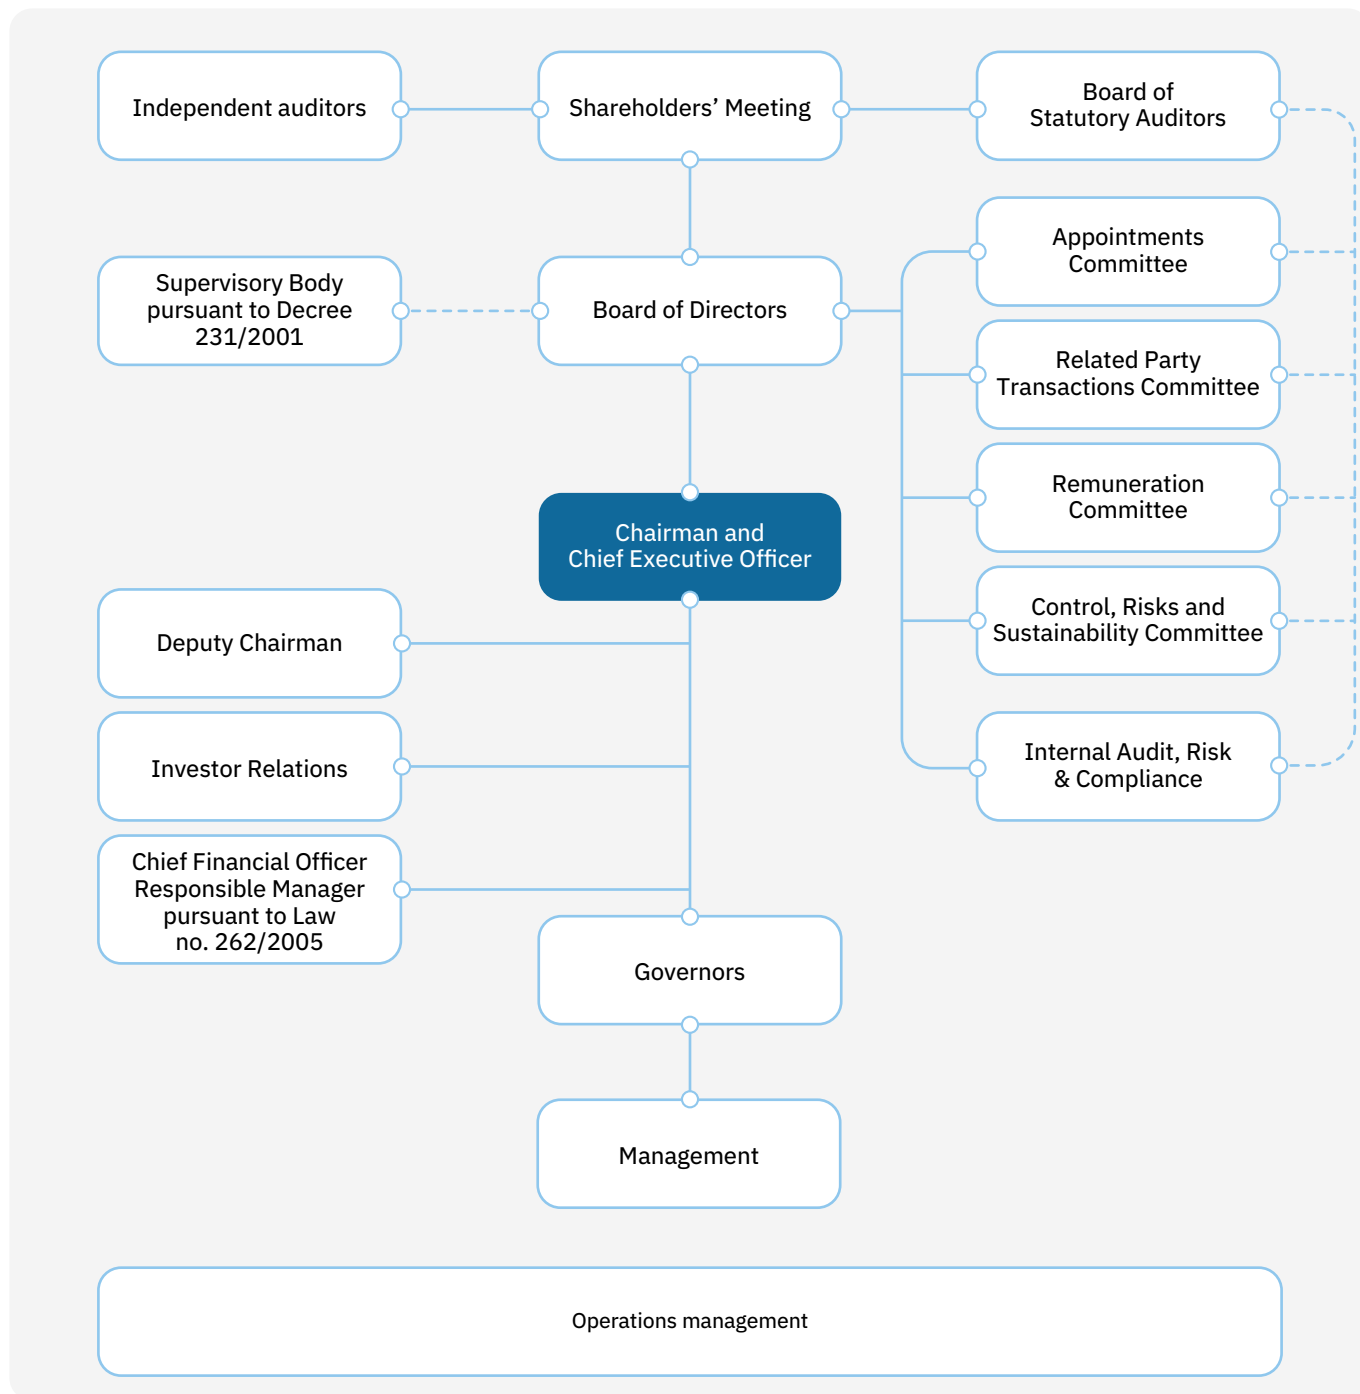 Independent auditors
Shareholders’ Meeting
Board of
Statutory Auditors
Appointments
Committee
Supervisory Body
pursuant to Decree
231/2001
Board of Directors
Related Party
Transactions Committee
Remuneration
Committee
Chairman and
Chief Executive Officer
Control, Risks and
Sustainability Committee
Deputy Chairman
Internal Audit, Risk
& Compliance
Investor Relations
Chief Financial Officer
Responsible Manager
pursuant to Law
no. 262/2005
Governors
Management
Operations management